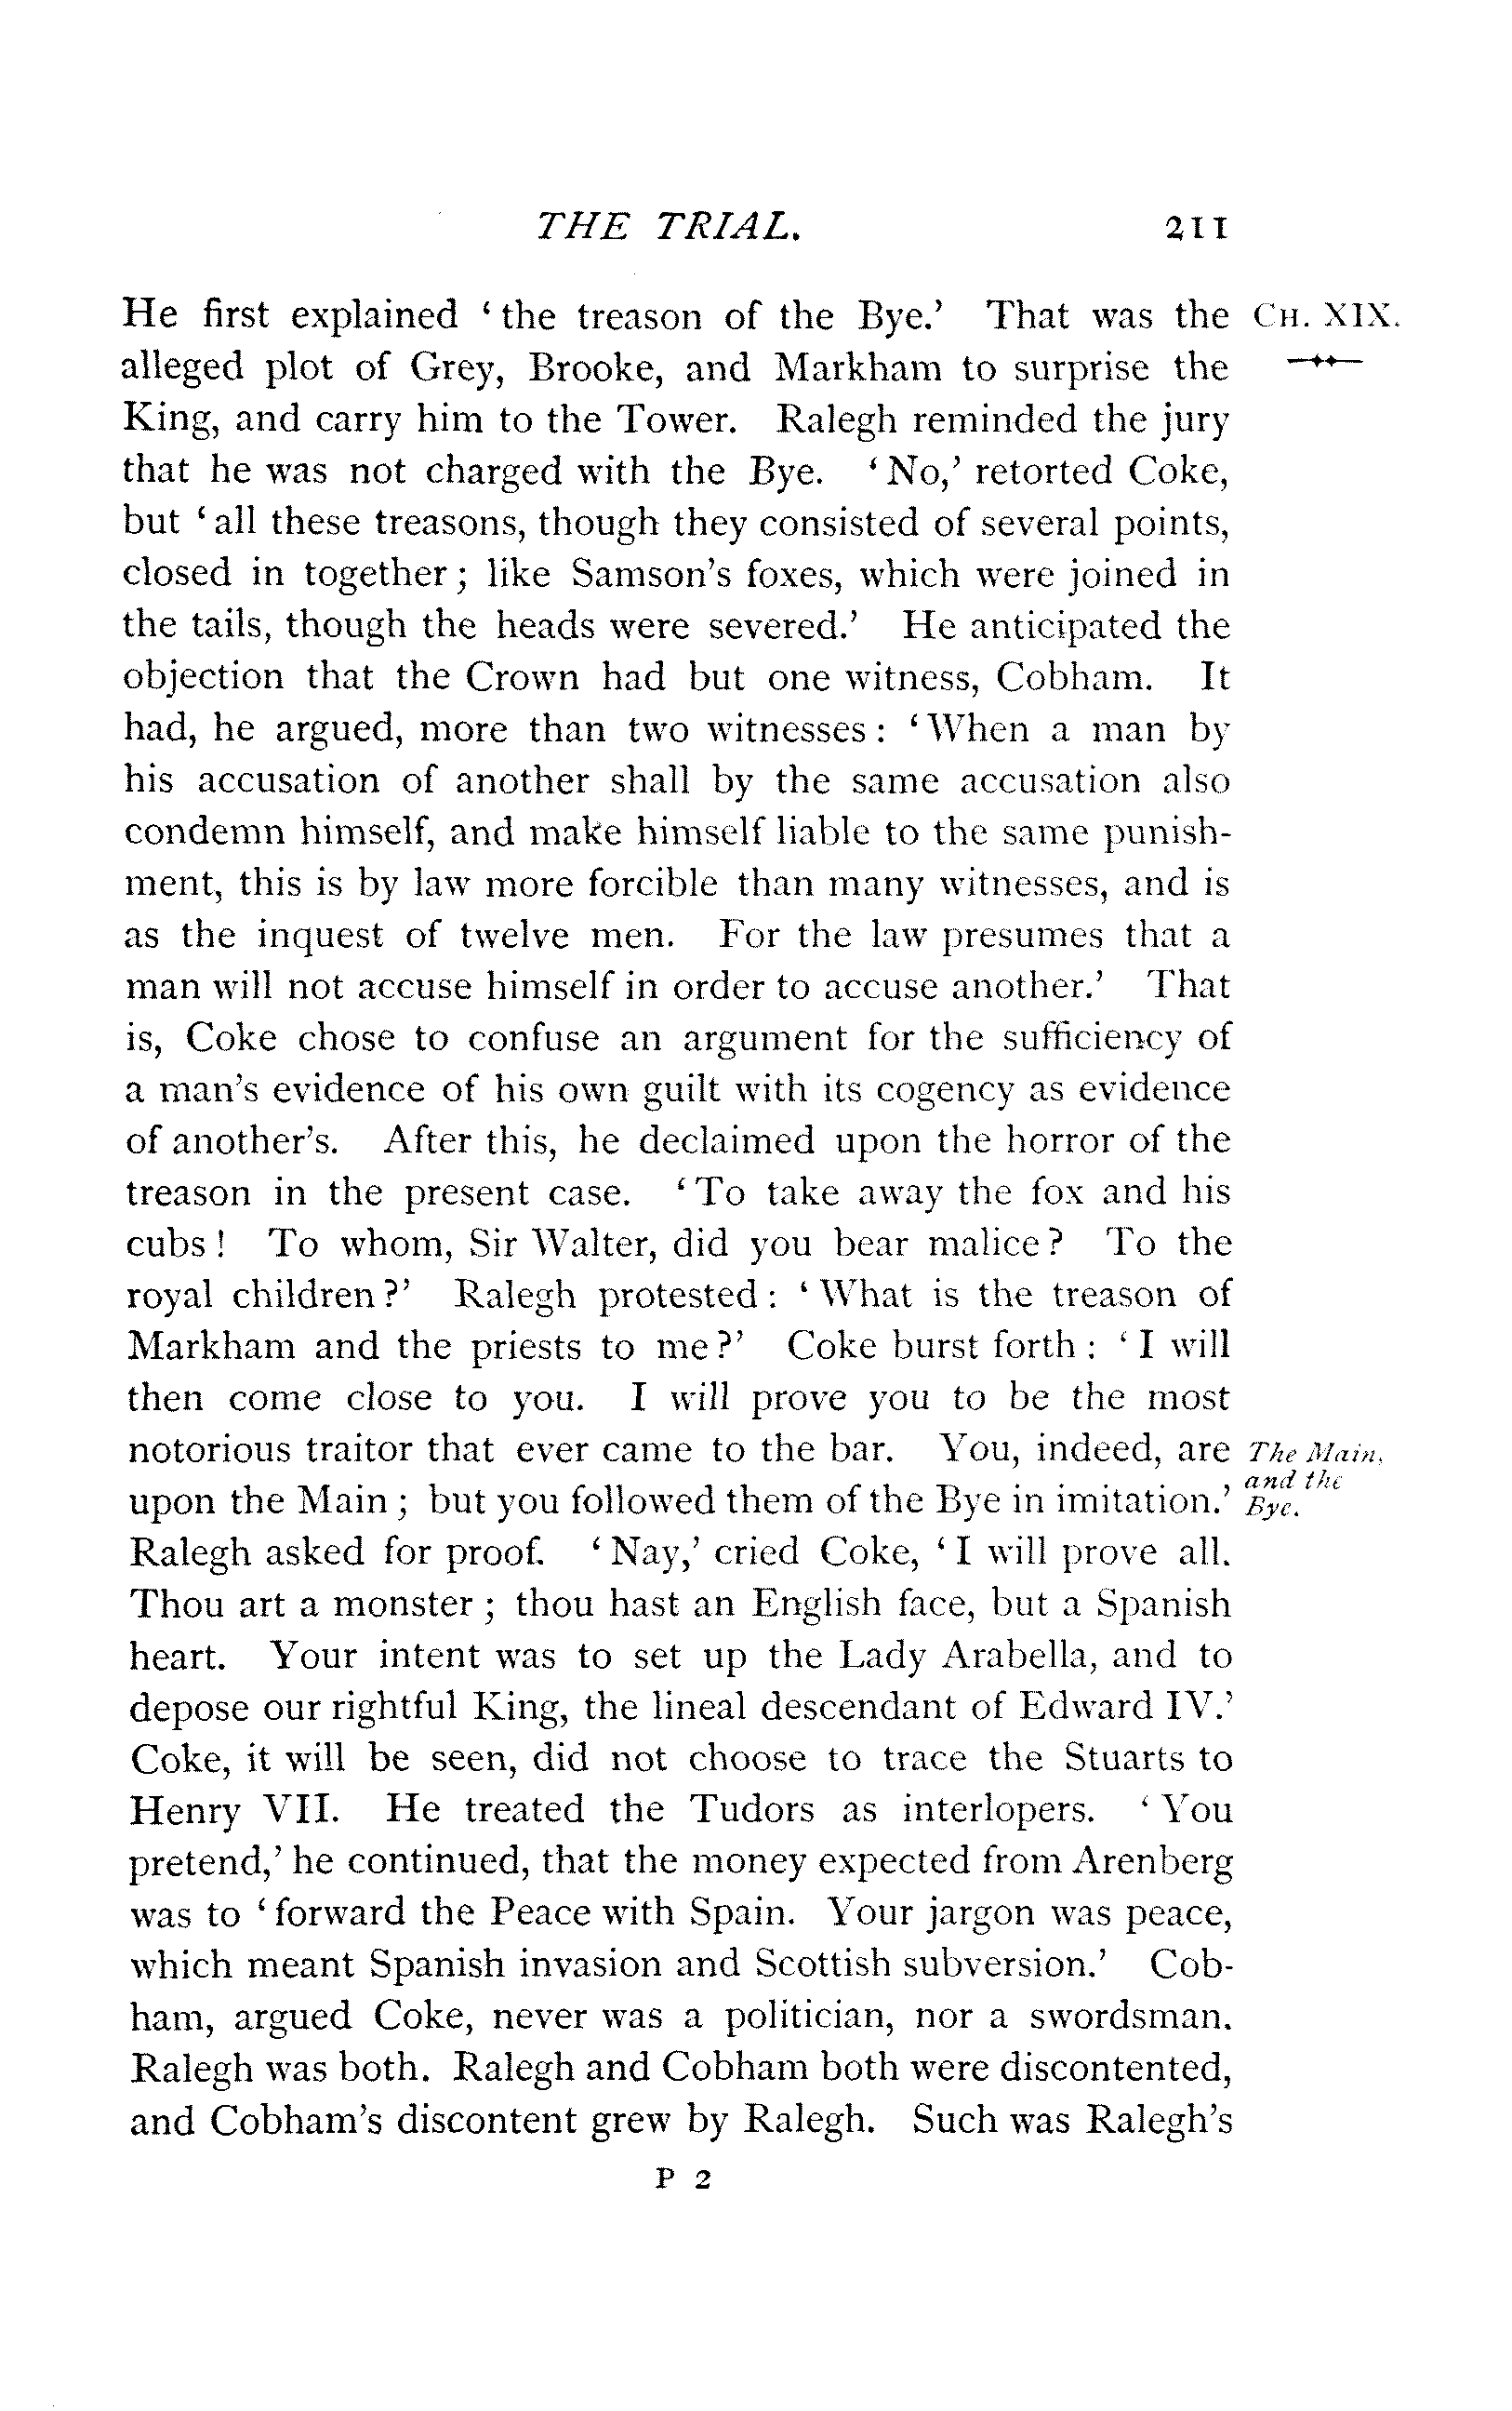 THE TRIAL. 211
He first explained ‘the treason of the Bye.’ That was the CH. XIX.
alleged plot of Grey, Brooke, and Markham to surprise the
King, and carry him to the Tower. Ralegh reminded the jury
that he was not charged with the Bye. ‘No,’ retorted Coke,
but ‘all these treasons, though they consisted of several points,
closed in together; like Samson's foxes, which were joined in
the tails, though the heads were severed.’ He anticipated the
objection that the Crown had but one witness, Cobham. It
had, he argued, more than two witnesses: ‘When a man by
his accusation of another shall by the same accusation also
condemn himself, and make himself liable to the same punish-
ment, this is by law more forcible than many witnesses, and is
as the inquest of twelve men. For the law presumes that a
man will not accuse himself in order to accuse another.’ That
is, Coke chose to confuse an argument for the sufficiency of
a man's evidence of his own guilt with its cogency as evidence
of another's. After this, he declaimed upon the horror of the
treason in the present case. ‘To take away the fox and his
cubs! To whom, Sir Walter, did you bear malice? To the
royal children?’ Ralegh protested: ‘What is the treason of
Markham and the priests to me?’ Coke burst forth: ‘I will
then come close to you. I will prove you to be the most
notorious traitor that ever came to the bar. You, indeed, are
upon the Main; but you followed them of the Bye in imitation.’
The Main,
and the
Bye.
Ralegh asked for proof. ‘Nay,’ cried Coke, ‘I will prove all.
Thou art a monster; thou hast an English face, but a Spanish
heart. Your intent was to set up the Lady Arabella, and to
depose our rightful King, the lineal descendant of Edward IV.’
Coke, it will be seen, did not choose to trace the Stuarts to
Henry VII. He treated the Tudors as interlopers. ‘You
pretend,’ he continued, that the money expected from Arenberg
was to ‘forward the Peace with Spain. Your jargon was peace,
which meant Spanish invasion and Scottish subversion.’ Cob-
ham, argued Coke, never was a politician, nor a swordsman.
Ralegh was both. Ralegh and Cobham both were discontented,
and Cobham's discontent grew by Ralegh. Such was Ralegh's
P 2